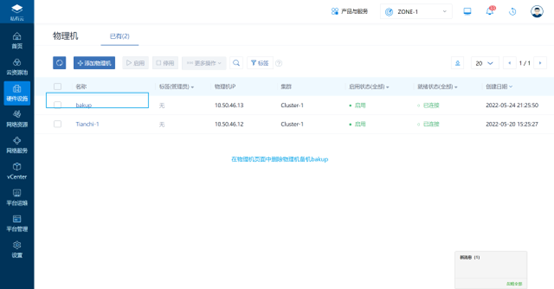 产品与服务 ZONE-1
首页
云资源池
硬件设施
网络资源
网络服务
vCenter
平台运维
平台管理
设置
物理机 已有(2)
添加物理机 启用 停用 更多操作 标签 20 1 / 1
名称 标签(管理员) 物理机IP 集群 启用状态(全部) 就绪状态(全部) 创建日期
bakup 无 10.50.46.13 Cluster-1 启用 已连接 2022-05-24 21:25:50
Tianchi-1 无 10.50.46.12 Cluster-1 启用 已连接 2022-05-20 15:25:27
在物理机页面中删除物理机备机bakup